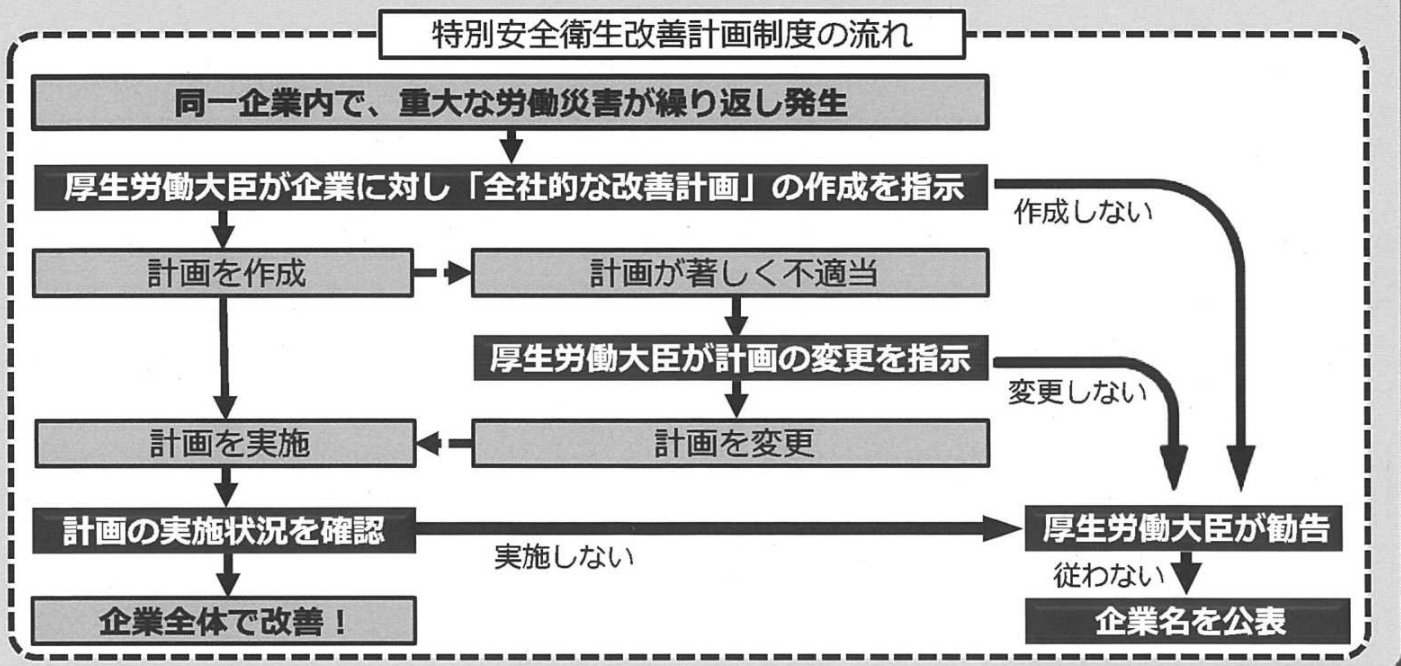 特別安全衛生改善計画制度の流れ
同一企業内で、重大な労働災害が繰り返し発生
厚生労働大臣が企業に対し「全社的な改善計画」の作成を指示
作成しない
計画を作成
計画が著しく不適当
厚生労働大臣が計画の変更を指示
変更しない
計画を実施
計画を変更
計画の実施状況を確認
実施しない
厚生労働大臣が勧告
従わない
企業全体で改善！
企業名を公表